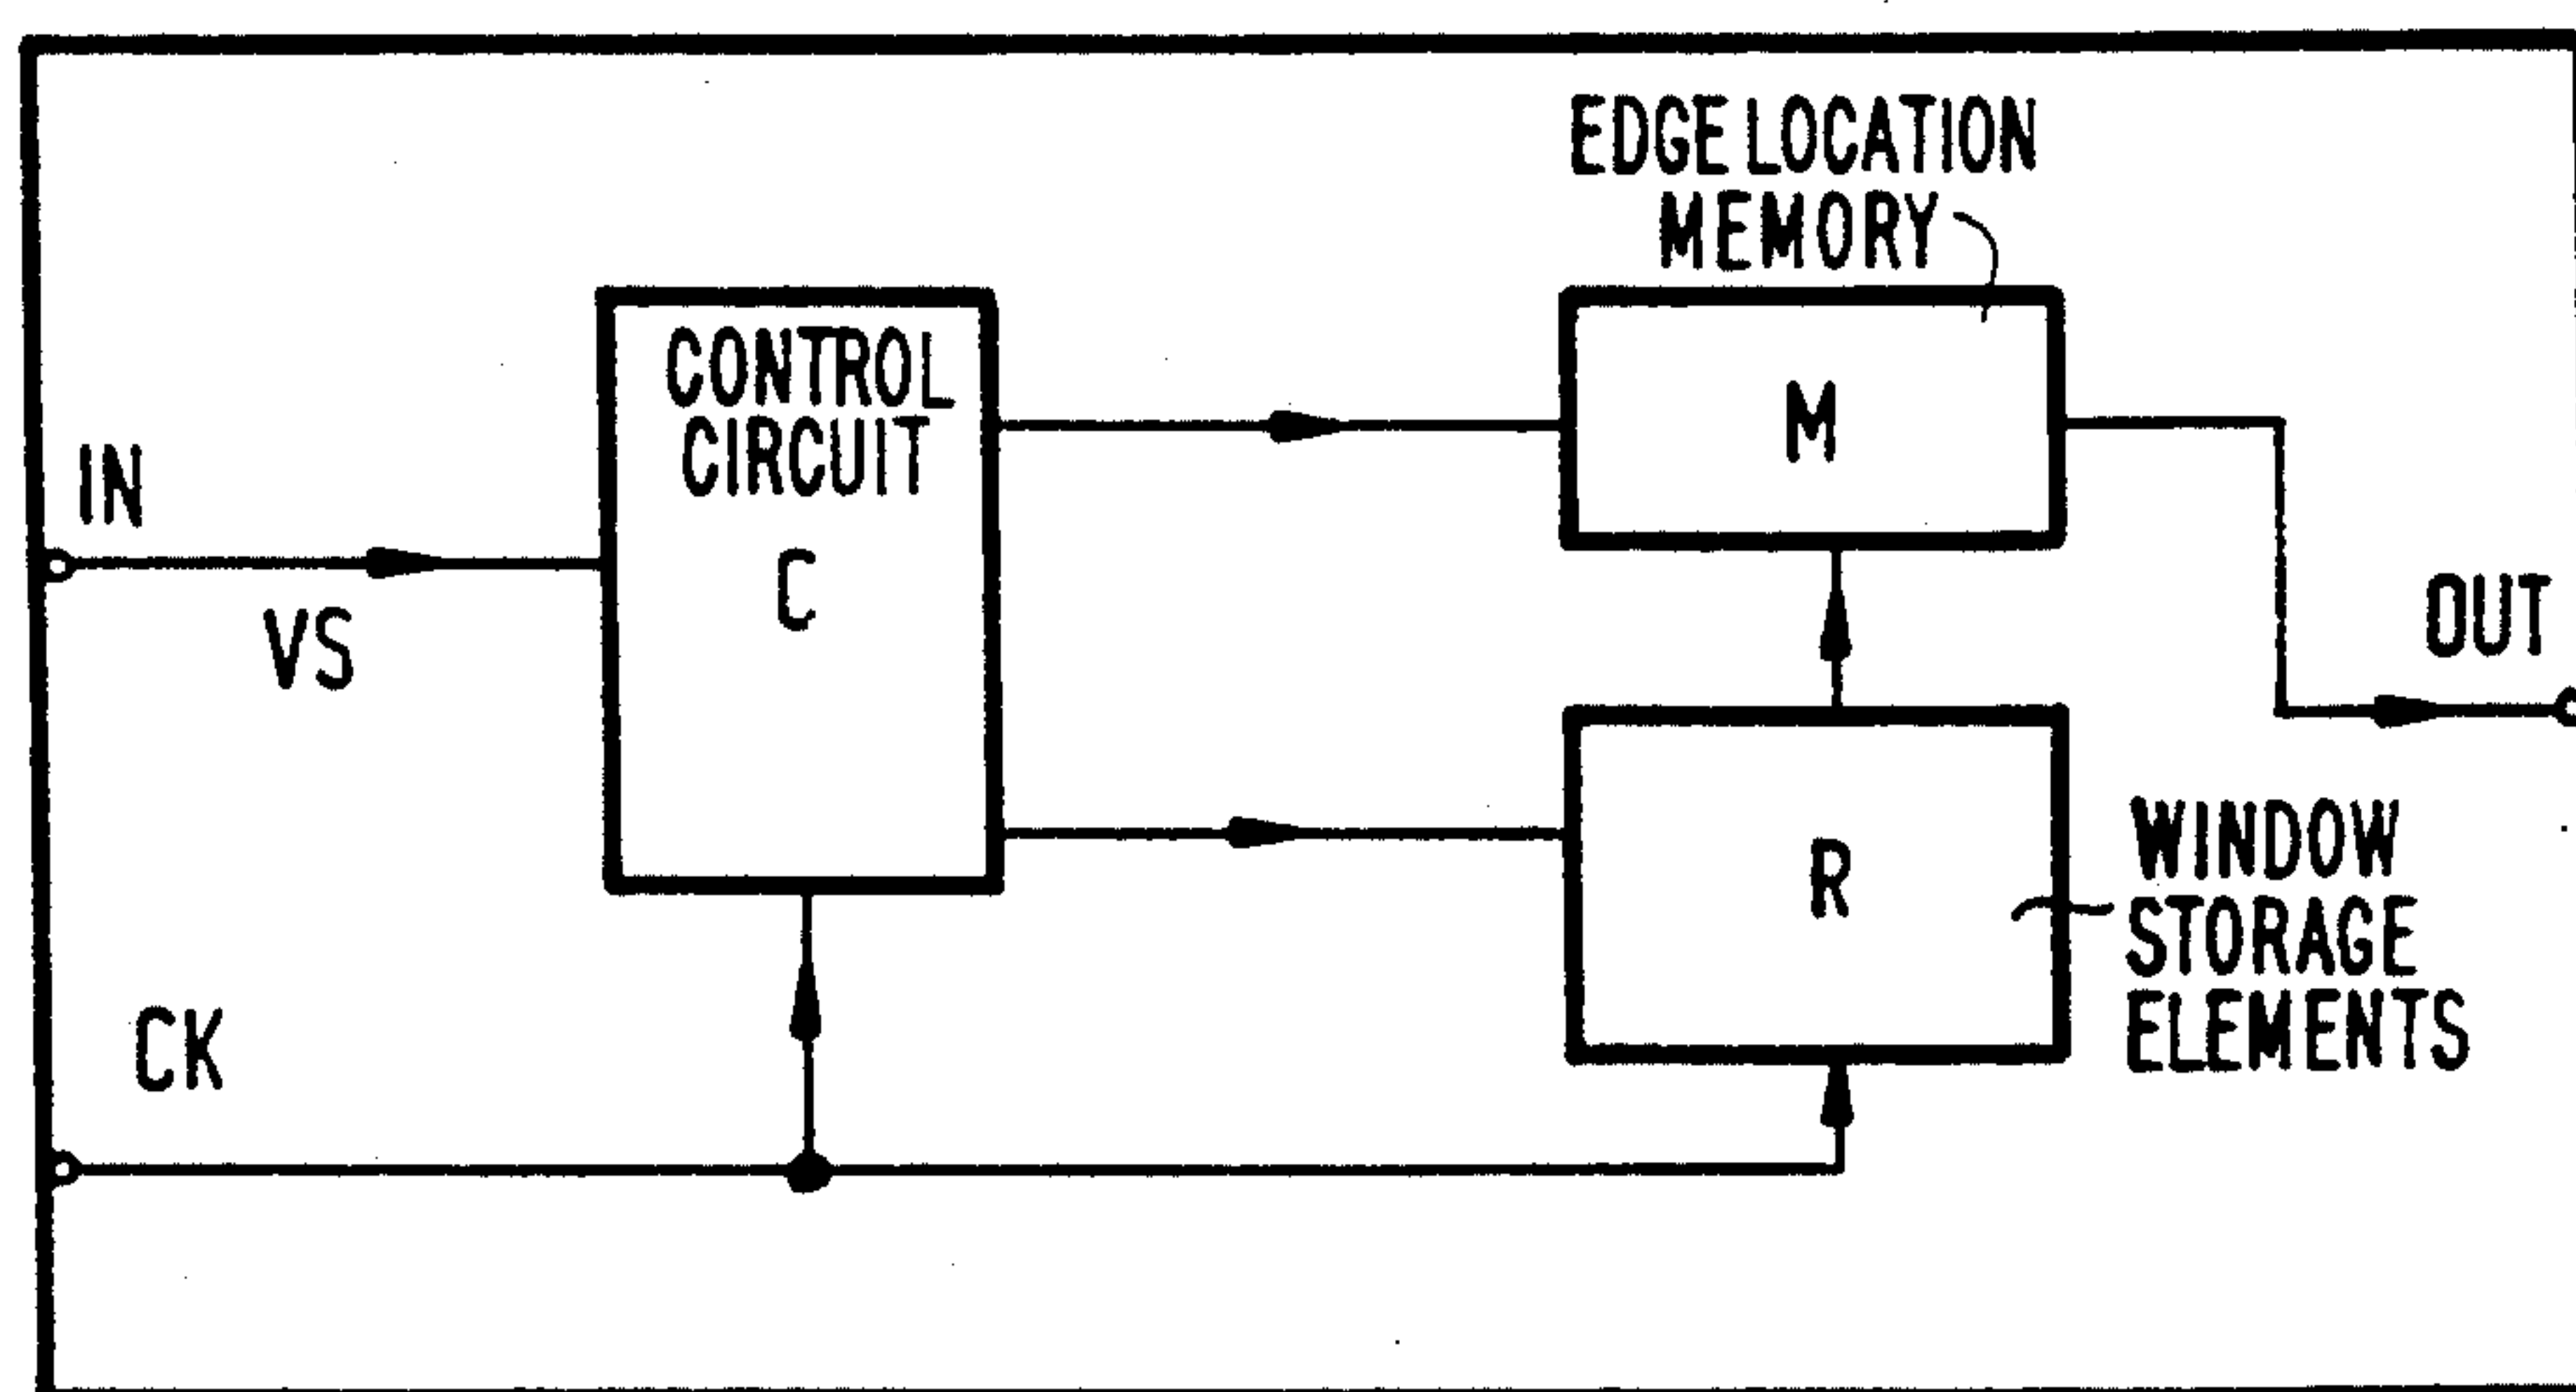 EDGE LOCATION
MEMORY
CONTROL
CIRCUIT
C
M
IN
VS
OUT
R
WINDOW
STORAGE
ELEMENTS
CK